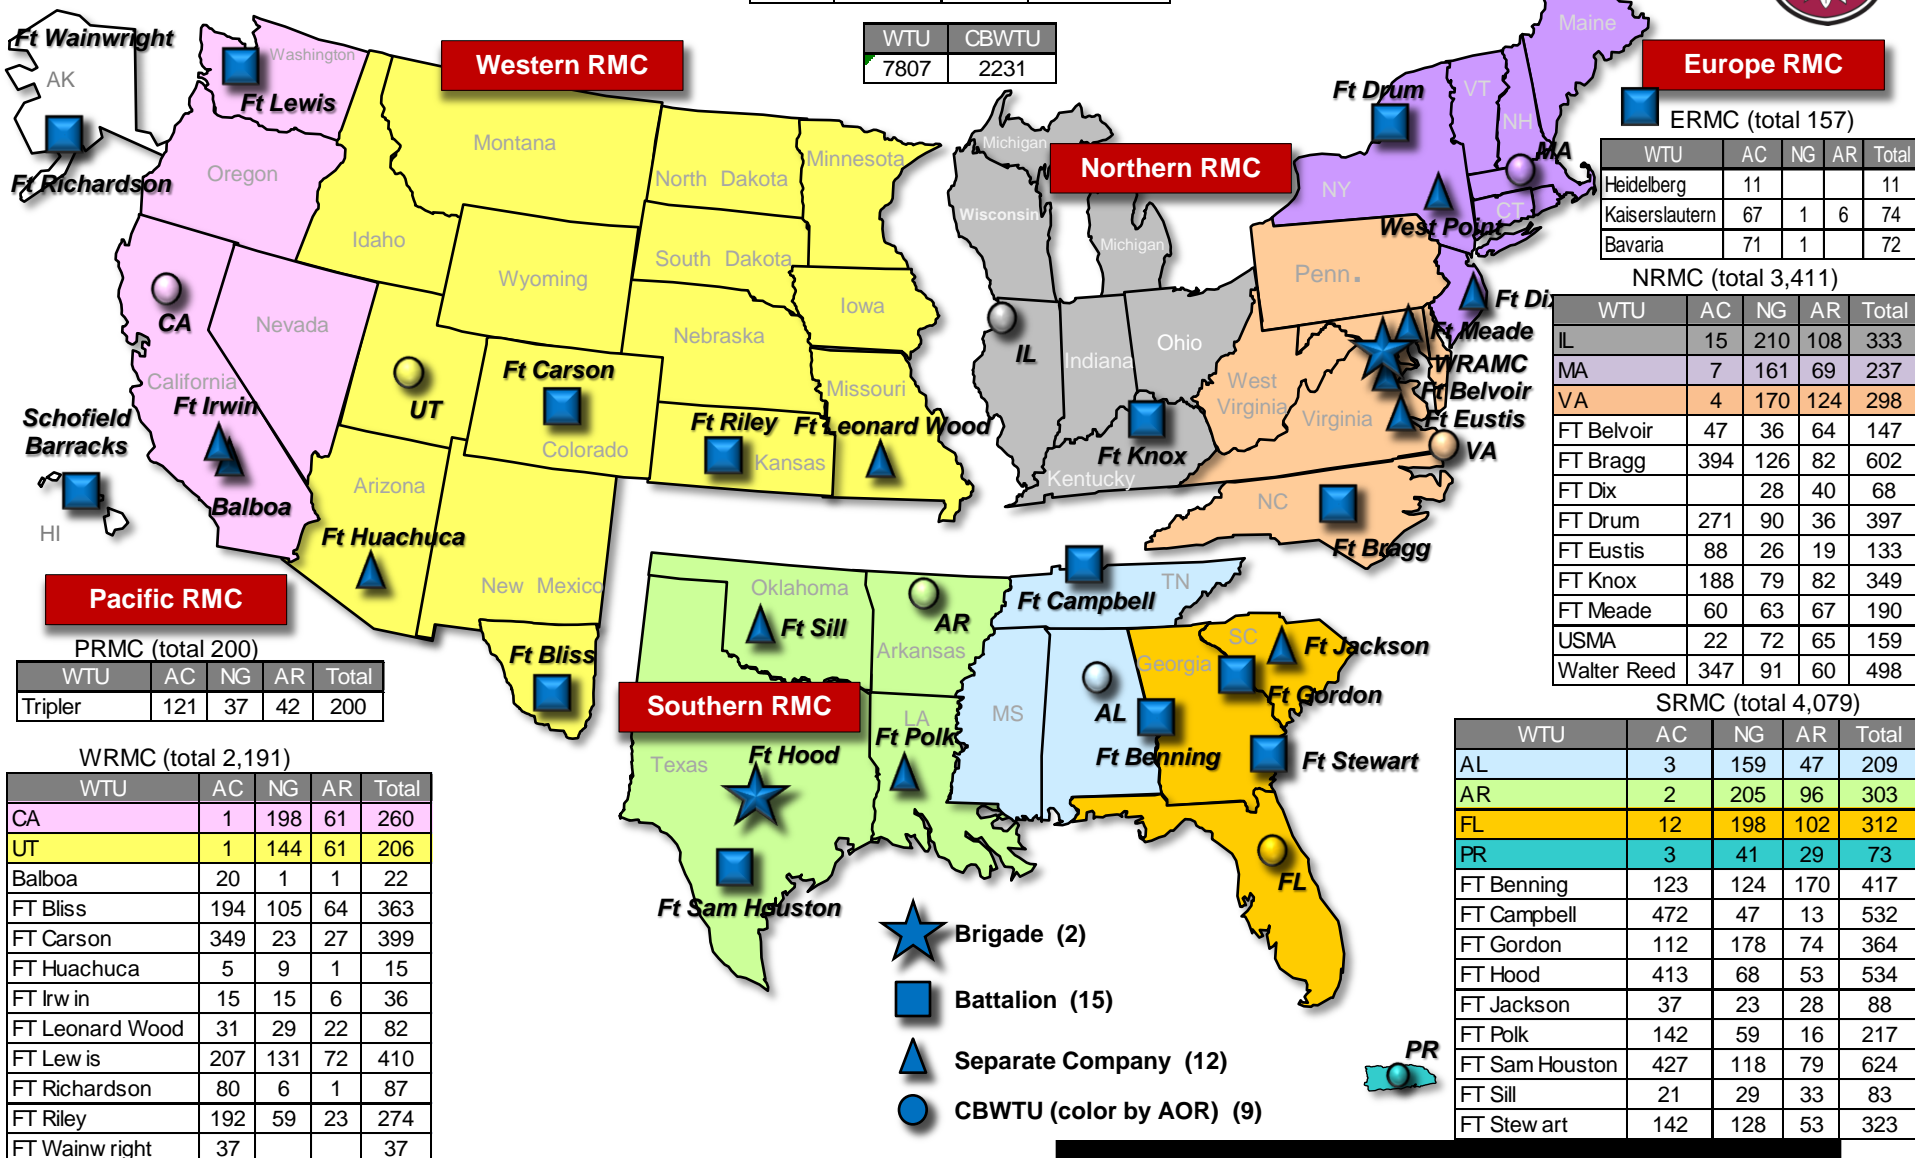 WTU CBWTU
7807 2231
Western RMC
Northern RMC
Europe RMC
Pacific RMC
Southern RMC
Ft Wainwright
AK
Ft Richardson
Washington
Ft Lewis
Oregon
Montana
Idaho
Wyoming
North Dakota
South Dakota
Minnesota
Nebraska
Iowa
Nevada
CA
California
Ft Irwin
Balboa
UT
Ft Carson
Colorado
Ft Riley
Kansas
Missouri
Ft Leonard Wood
Arizona
Ft Huachuca
New Mexico
Ft Bliss
Schofield
Barracks
HI
Michigan
Wisconsin
Michigan
IL
Indiana
Ohio
Ft Knox
Kentucky
Maine
VT
NH
MA
CT
NY
Ft Drum
West Point
Penn.
Ft Dix
Ft Meade
WRAMC
Ft Belvoir
Ft Eustis
VA
West
Virginia
Virginia
NC
Ft Bragg
Oklahoma
Ft Sill
AR
Arkansas
Texas
Ft Hood
Ft Sam Houston
LA
Ft Polk
TN
Ft Campbell
MS
AL
Georgia
SC
Ft Jackson
Ft Gordon
Ft Benning
Ft Stewart
FL
PR
Brigade (2)
Battalion (15)
Separate Company (12)
CBWTU (color by AOR) (9)
PRMC (total 200)
WTU AC NG AR Total
Tripler 121 37 42 200
WRMC (total 2,191)
WTU AC NG AR Total
CA 1 198 61 260
UT 1 144 61 206
Balboa 20 1 1 22
FT Bliss 194 105 64 363
FT Carson 349 23 27 399
FT Huachuca 5 9 1 15
FT Irwin 15 15 6 36
FT Leonard Wood 31 29 22 82
FT Lewis 207 131 72 410
FT Richardson 80 6 1 87
FT Riley 192 59 23 274
FT Wainwright 37 37
ERMC (total 157)
WTU AC NG AR Total
Heidelberg 11 11
Kaiserslautern 67 1 6 74
Bavaria 71 1 72
NRMC (total 3,411)
WTU AC NG AR Total
IL 15 210 108 333
MA 7 161 69 237
VA 4 170 124 298
FT Belvoir 47 36 64 147
FT Bragg 394 126 82 602
FT Dix 28 40 68
FT Drum 271 90 36 397
FT Eustis 88 26 19 133
FT Knox 188 79 82 349
FT Meade 60 63 67 190
USMA 22 72 65 159
Walter Reed 347 91 60 498
SRMC (total 4,079)
WTU AC NG AR Total
AL 3 159 47 209
AR 2 205 96 303
FL 12 198 102 312
PR 3 41 29 73
FT Benning 123 124 170 417
FT Campbell 472 47 13 532
FT Gordon 112 178 74 364
FT Hood 413 68 53 534
FT Jackson 37 23 28 88
FT Polk 142 59 16 217
FT Sam Houston 427 118 79 624
FT Sill 21 29 33 83
FT Stewart 142 128 53 323